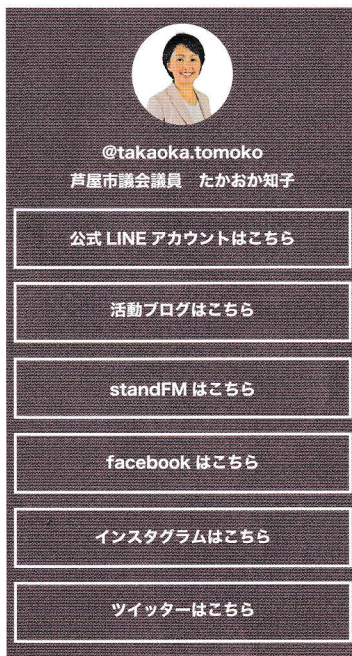 @takaoka.tomoko
芦屋市議会議員　たかおか知子
公式 LINE アカウントはこちら
活動ブログはこちら
standFM はこちら
facebook はこちら
インスタグラムはこちら
ツイッターはこちら